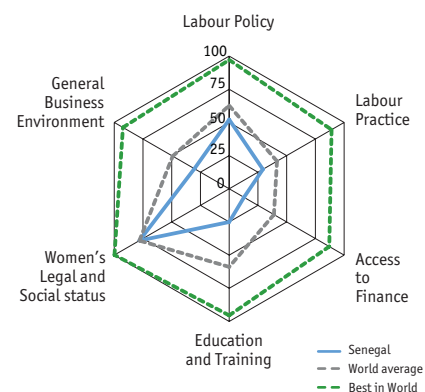 Labour Policy
100
75
50
25
0
General
Business
Environment
Labour
Practice
Women's
Legal and
Social status
Access
to
Finance
Education
and Training
Senegal
World average
Best in World